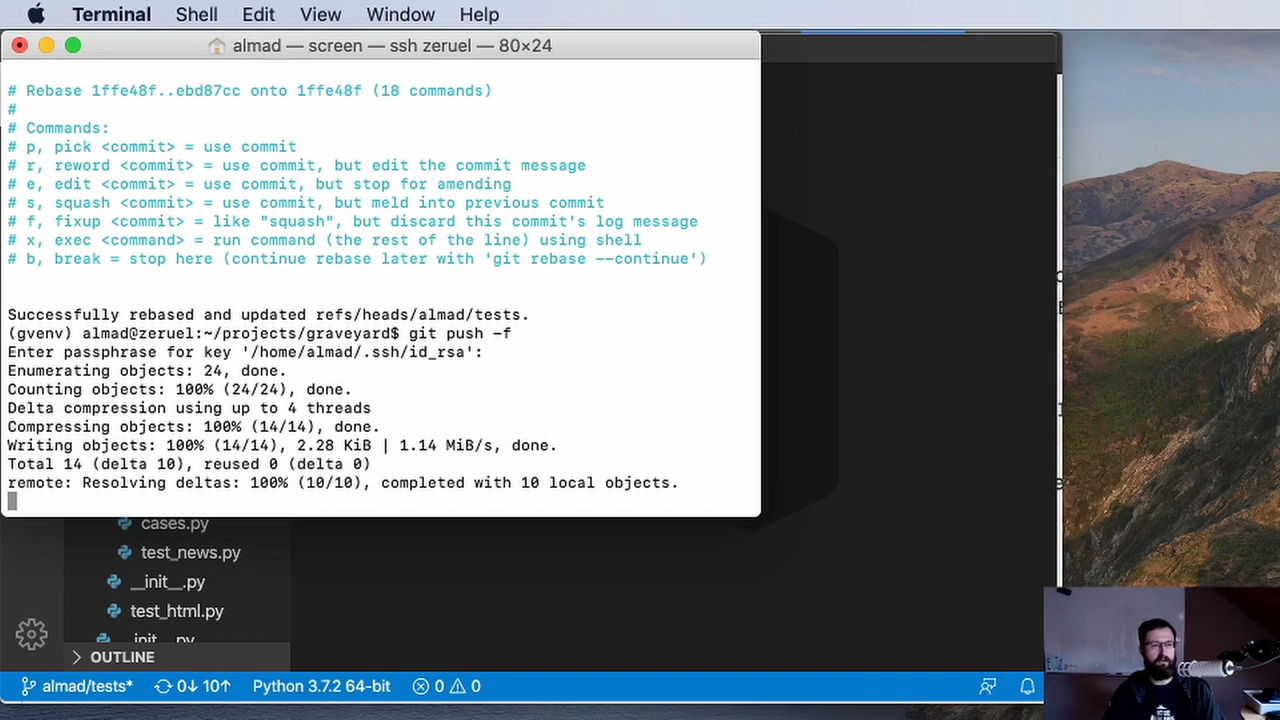 Terminal Shell Edit View Window Help
almad — screen — ssh zeruel — 80×24
# Rebase 1ffe48f..ebd87cc onto 1ffe48f (18 commands)
#
# Commands:
# p, pick <commit> = use commit
# r, reword <commit> = use commit, but edit the commit message
# e, edit <commit> = use commit, but stop for amending
# s, squash <commit> = use commit, but meld into previous commit
# f, fixup <commit> = like "squash", but discard this commit's log message
# x, exec <command> = run command (the rest of the line) using shell
# b, break = stop here (continue rebase later with 'git rebase --continue')
Successfully rebased and updated refs/heads/almad/tests.
(gvenv) almad@zeruel:~/projects/graveyard$ git push -f
Enter passphrase for key '/home/almad/.ssh/id_rsa':
Enumerating objects: 24, done.
Counting objects: 100% (24/24), done.
Delta compression using up to 4 threads
Compressing objects: 100% (14/14), done.
Writing objects: 100% (14/14), 2.28 KiB | 1.14 MiB/s, done.
Total 14 (delta 10), reused 0 (delta 0)
remote: Resolving deltas: 100% (10/10), completed with 10 local objects.
cases.py
test_news.py
__init__.py
test_html.py
__init__.py
OUTLINE
almad/tests* 0↓ 10↑ Python 3.7.2 64-bit 0 0